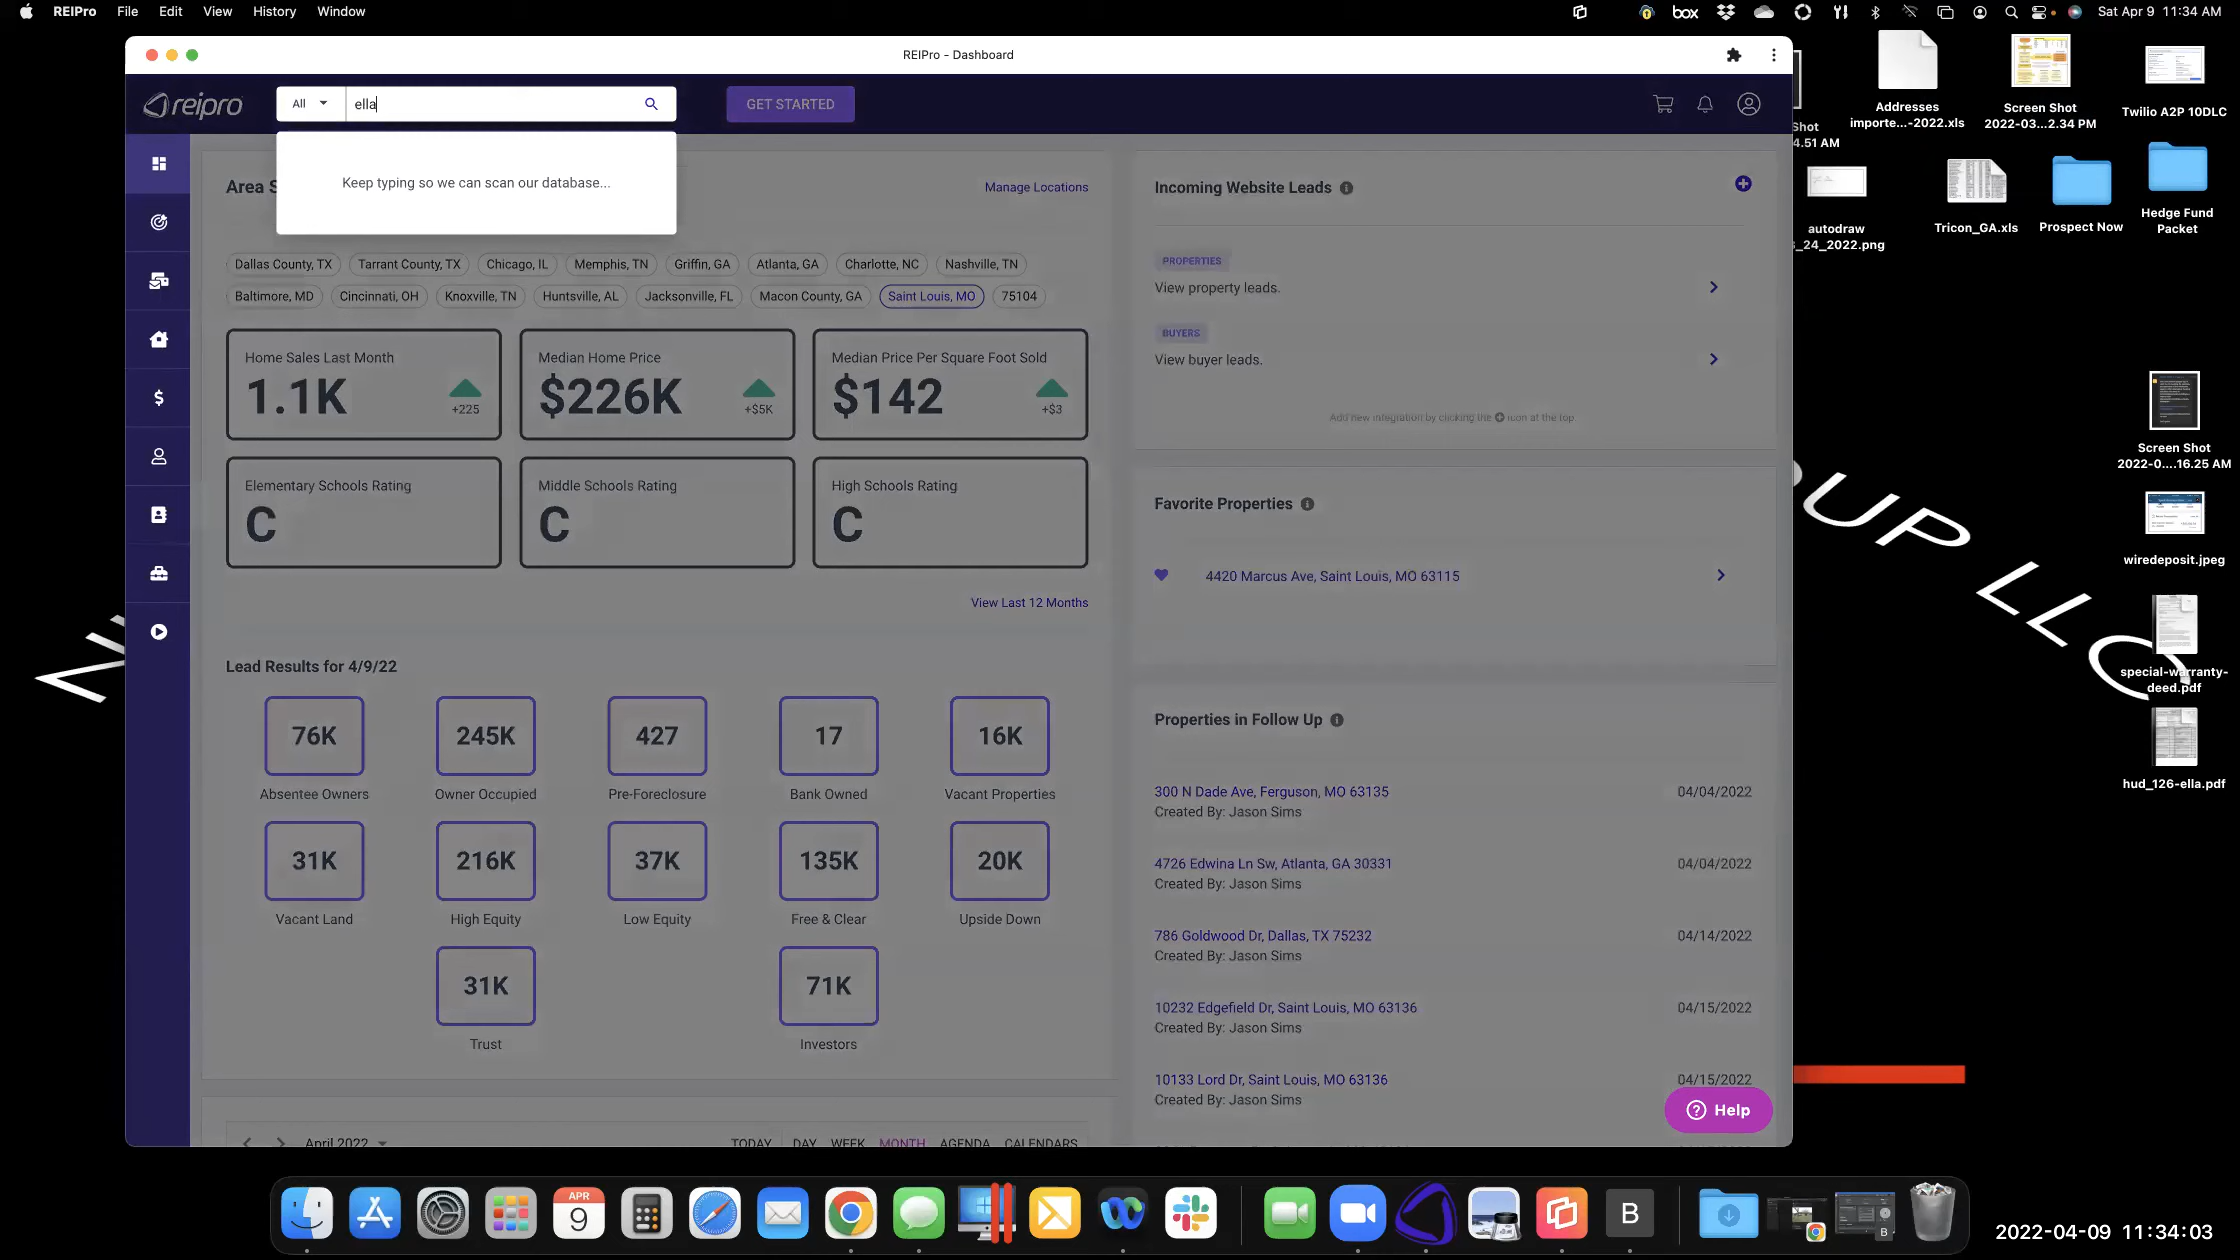 REIPro File Edit View History Window
box
Sat Apr 9 11:34 AM
REIPro - Dashboard
reipro
All
ella
GET STARTED
Keep typing so we can scan our database...
Area S
Manage Locations
Dallas County, TX
Tarrant County, TX
Chicago, IL
Memphis, TN
Griffin, GA
Atlanta, GA
Charlotte, NC
Nashville, TN
Baltimore, MD
Cincinnati, OH
Knoxville, TN
Huntsville, AL
Jacksonville, FL
Macon County, GA
Saint Louis, MO
75104
Home Sales Last Month
1.1K
+225
Median Home Price
$226K
+$5K
Median Price Per Square Foot Sold
$142
+$3
Elementary Schools Rating
C
Middle Schools Rating
C
High Schools Rating
C
View Last 12 Months
Lead Results for 4/9/22
76K
Absentee Owners
245K
Owner Occupied
427
Pre-Foreclosure
17
Bank Owned
16K
Vacant Properties
31K
Vacant Land
216K
High Equity
37K
Low Equity
135K
Free & Clear
20K
Upside Down
31K
Trust
71K
Investors
April 2022
TODAY
DAY
WEEK
MONTH
AGENDA
CALENDARS
Incoming Website Leads
PROPERTIES
View property leads.
BUYERS
View buyer leads.
Add new integration by clicking the icon at the top.
Favorite Properties
4420 Marcus Ave, Saint Louis, MO 63115
Properties in Follow Up
300 N Dade Ave, Ferguson, MO 63135
04/04/2022
Created By: Jason Sims
4726 Edwina Ln Sw, Atlanta, GA 30331
04/04/2022
Created By: Jason Sims
786 Goldwood Dr, Dallas, TX 75232
04/14/2022
Created By: Jason Sims
10232 Edgefield Dr, Saint Louis, MO 63136
04/15/2022
Created By: Jason Sims
10133 Lord Dr, Saint Louis, MO 63136
04/15/2022
Created By: Jason Sims
Help
Shot
4.51 AM
Addresses
importe...-2022.xls
Screen Shot
2022-03...2.34 PM
Twilio A2P 10DLC
autodraw
_24_2022.png
Tricon_GA.xls
Prospect Now
Hedge Fund
Packet
Screen Shot
2022-0....16.25 AM
wiredeposit.jpeg
special-warranty-
deed.pdf
hud_126-ella.pdf
UP LLC
APR
9
B
2022-04-09 11:34:03